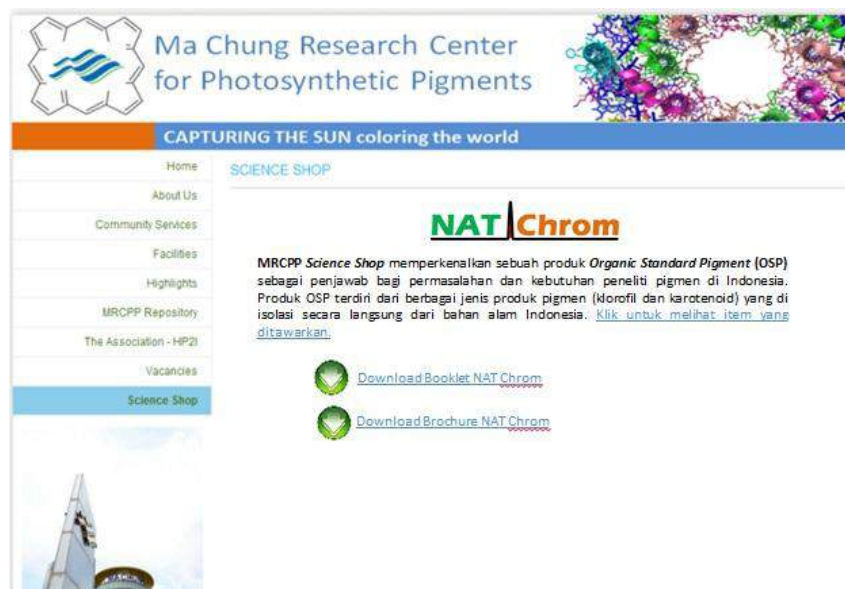 Ma Chung Research Center
for Photosynthetic Pigments
CAPTURING THE SUN coloring the world
Home
About Us
Community Services
Facilities
Highlights
MRCPP Repository
The Association - HP2I
Vacancies
Science Shop
SCIENCE SHOP
NAT Chrom
MRCPP Science Shop memperkenalkan sebuah produk Organic Standard Pigment (OSP)
sebagai penjawab bagi permasalahan dan kebutuhan peneliti pigmen di Indonesia.
Produk OSP terdiri dari berbagai jenis produk pigmen (klorofil dan karotenoid) yang di
isolasi secara langsung dari bahan alam Indonesia. Klik untuk melihat item yang
ditawarkan.
Download Booklet NAT Chrom
Download Brochure NAT Chrom